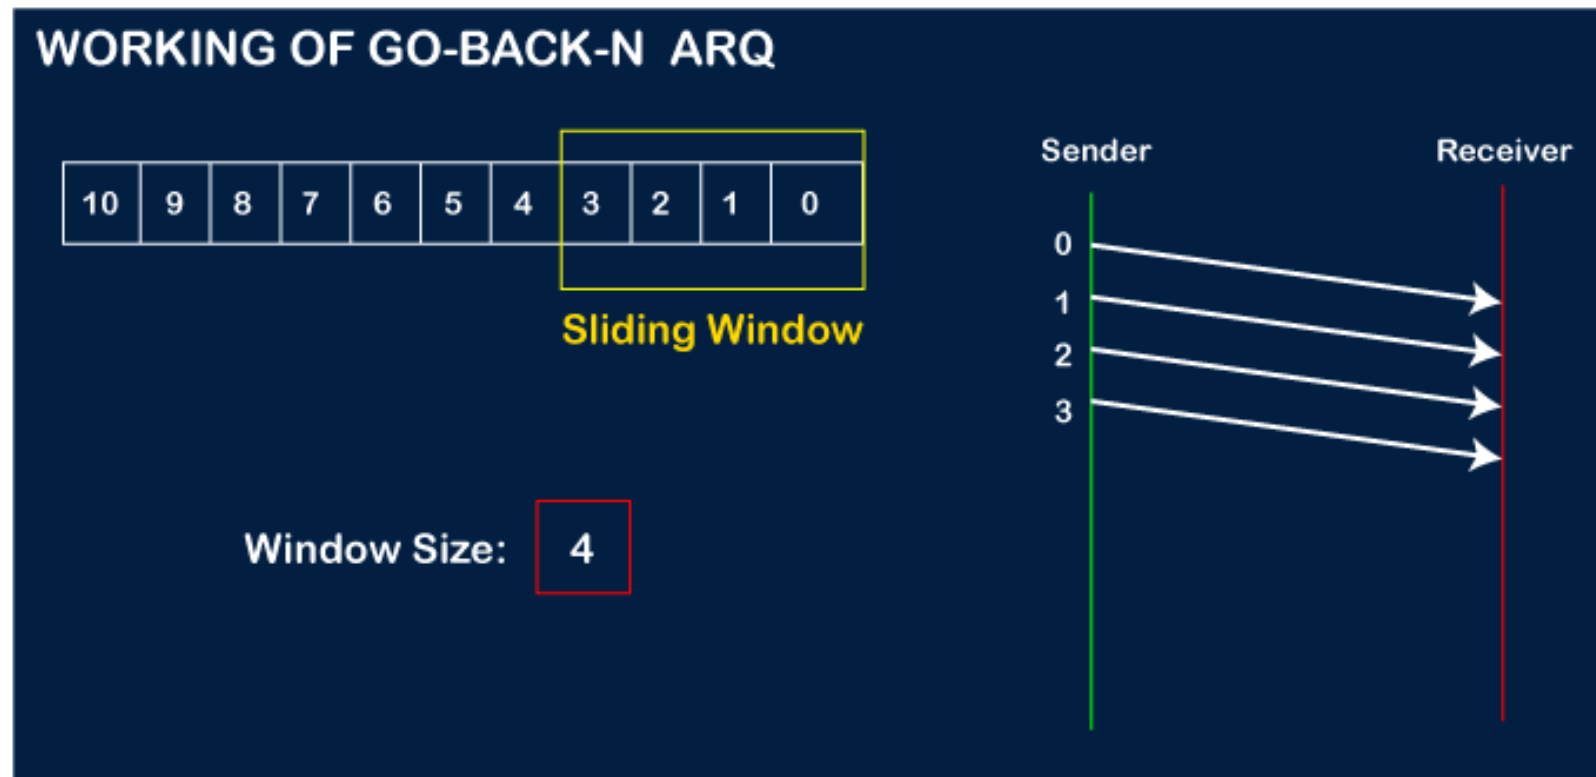 WORKING OF GO-BACK-N ARQ
10 9 8 7 6 5 4 3 2 1 0
Sliding Window
Window Size: 4
Sender Receiver
0
1
2
3